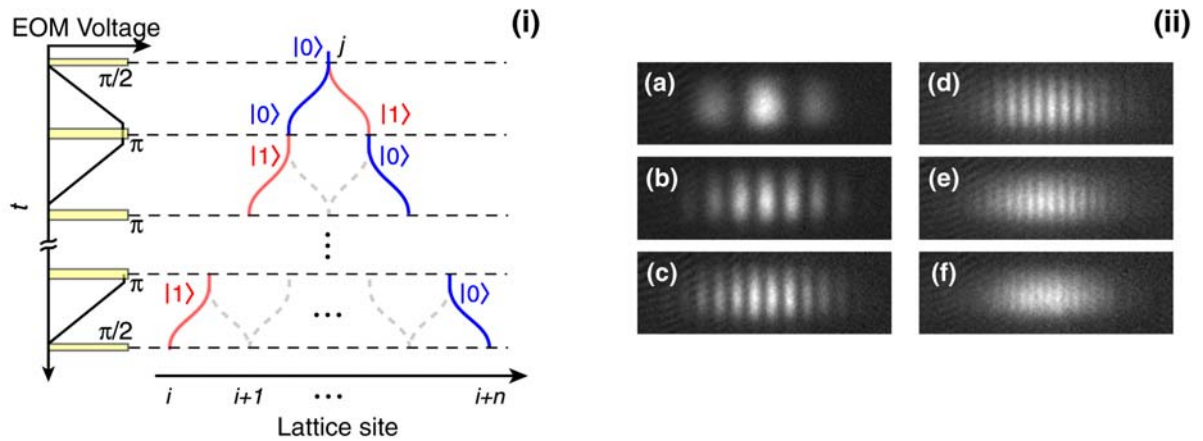 EOM Voltage
(i)
|0⟩ j
π/2
|0⟩ |1⟩
π
|1⟩ |0⟩
t
π
π
|1⟩ |0⟩
π/2
i i+1 ··· i+n
Lattice site
(ii)
(a)
(b)
(c)
(d)
(e)
(f)